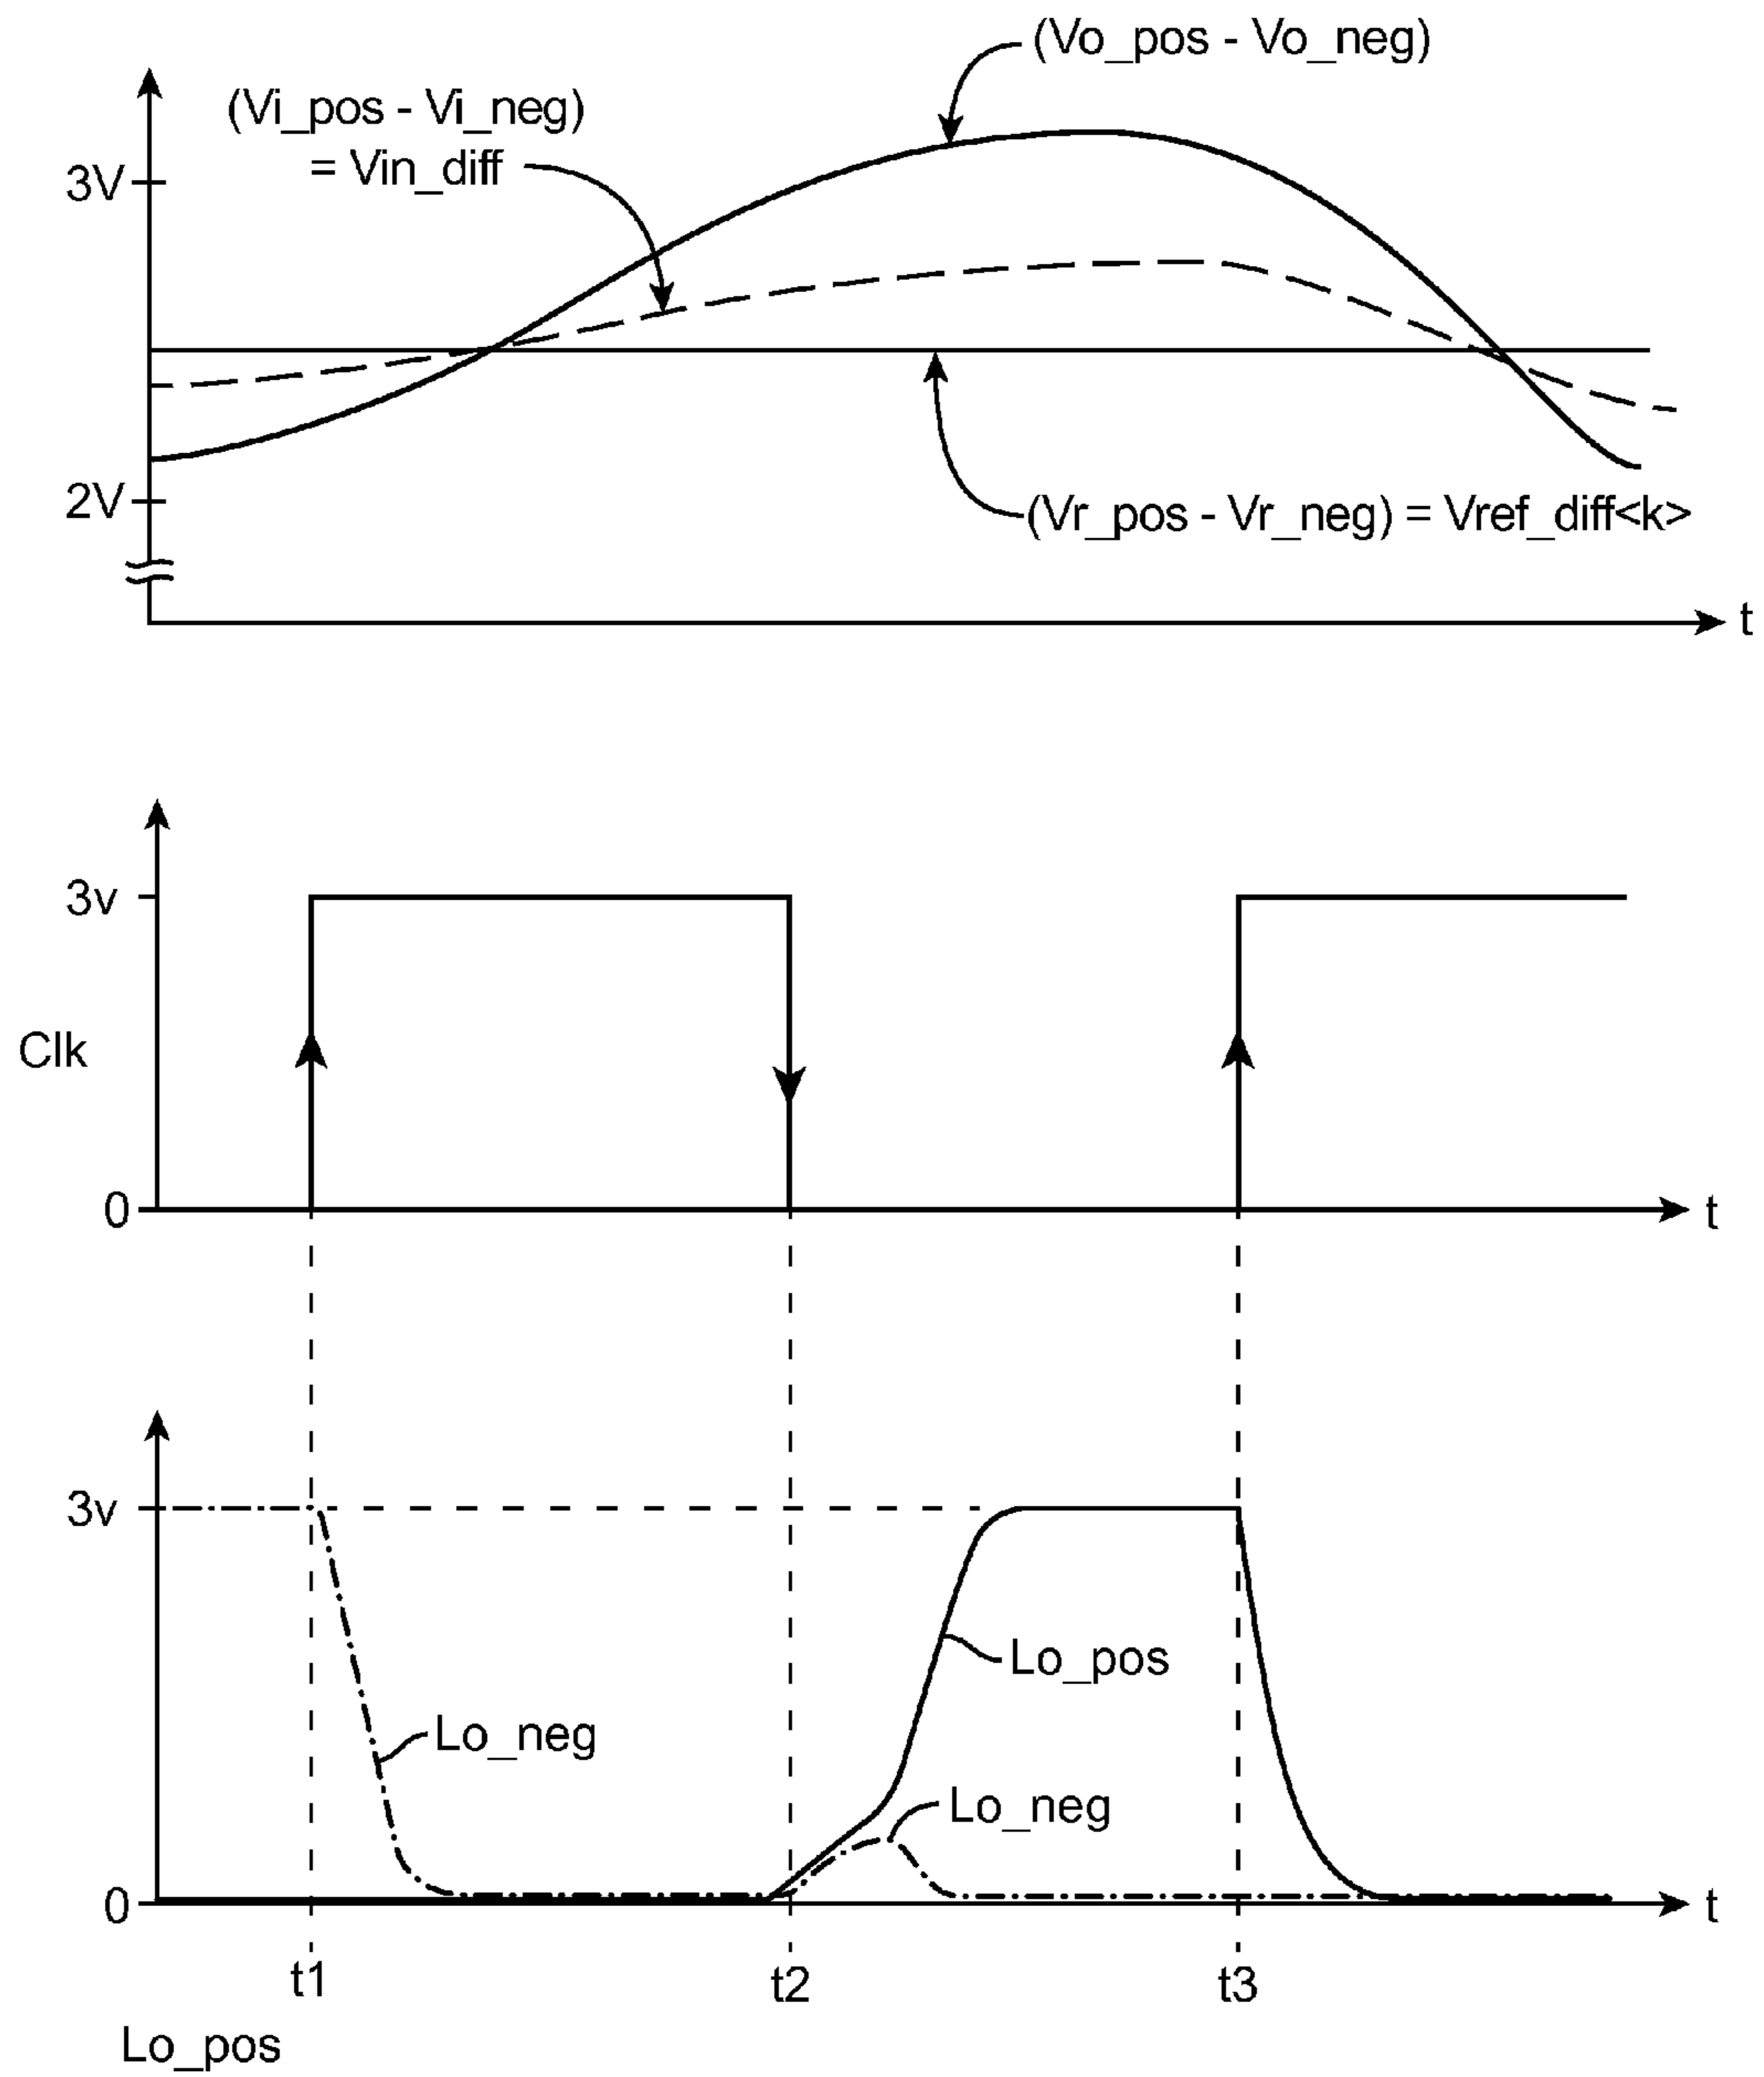 (Vo_pos - Vo_neg)
(Vi_pos - Vi_neg)
= Vin_diff
3V
2V
(Vr_pos - Vr_neg) = Vref_diff<k>
t
3v
Clk
0
t
3v
Lo_pos
Lo_neg
Lo_neg
0
t
t1
t2
t3
Lo_pos